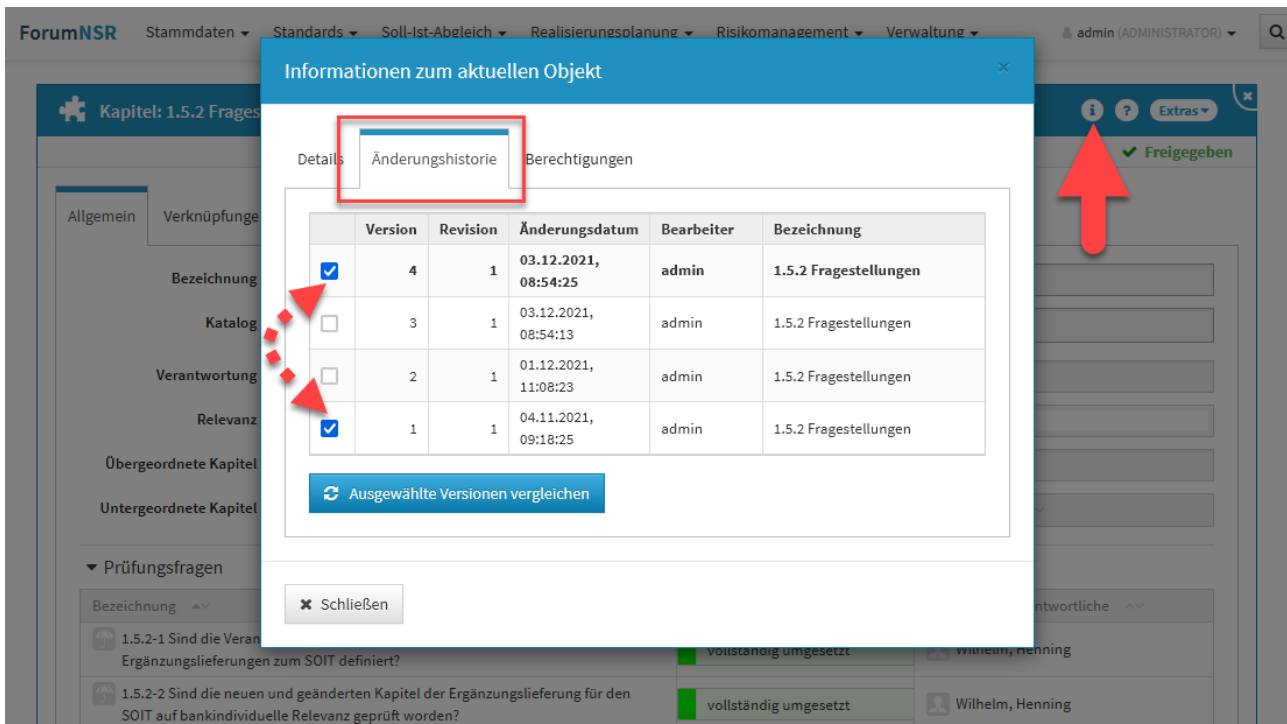 ForumNSR Stammdaten Standards Soll-Ist-Abgleich Realisierungsplanung Risikomanagement Verwaltung admin (ADMINISTRATOR)
Informationen zum aktuellen Objekt
Kapitel: 1.5.2 Frages
i ? Extras
Freigegeben
Details Änderungshistorie Berechtigungen
Allgemein Verknüpfunge
Version Revision Änderungsdatum Bearbeiter Bezeichnung
4 1 03.12.2021, 08:54:25 admin 1.5.2 Fragestellungen
3 1 03.12.2021, 08:54:13 admin 1.5.2 Fragestellungen
2 1 01.12.2021, 11:08:23 admin 1.5.2 Fragestellungen
1 1 04.11.2021, 09:18:25 admin 1.5.2 Fragestellungen
Bezeichnung
Katalog
Verantwortung
Relevanz
Übergeordnete Kapitel
Untergeordnete Kapitel
Ausgewählte Versionen vergleichen
Schließen
Prüfungsfragen
Bezeichnung
ntwortliche
1.5.2-1 Sind die Veran
Ergänzungslieferungen zum SOIT definiert?
vollständig umgesetzt
Wilhelm, Henning
1.5.2-2 Sind die neuen und geänderten Kapitel der Ergänzungslieferung für den
SOIT auf bankindividuelle Relevanz geprüft worden?
vollständig umgesetzt
Wilhelm, Henning